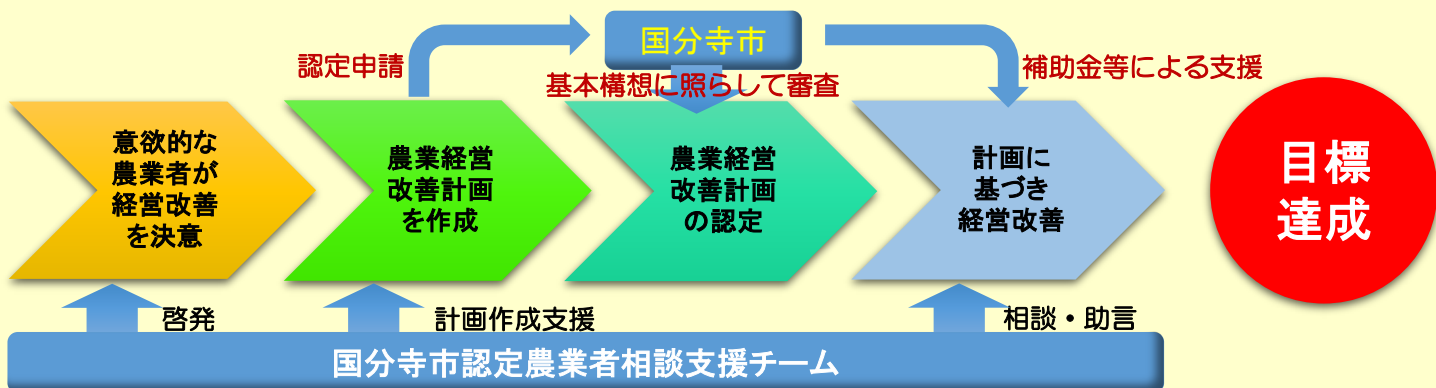 国分寺市
認定申請
基本構想に照らして審査
補助金等による支援
意欲的な
農業者が
経営改善
を決意
農業経営
改善計画
を作成
農業経営
改善計画
の認定
計画に
基づき
経営改善
目標
達成
啓発
計画作成支援
相談・助言
国分寺市認定農業者相談支援チーム